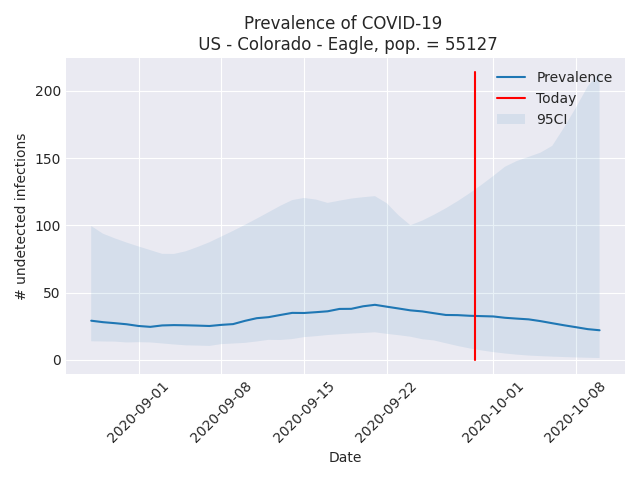 Prevalence of COVID-19
US - Colorado - Eagle, pop. = 55127
Prevalence
Today
95CI
200
150
100
50
0
# undetected infections
2020-09-01
2020-09-08
2020-09-15
2020-09-22
2020-10-01
2020-10-08
Date